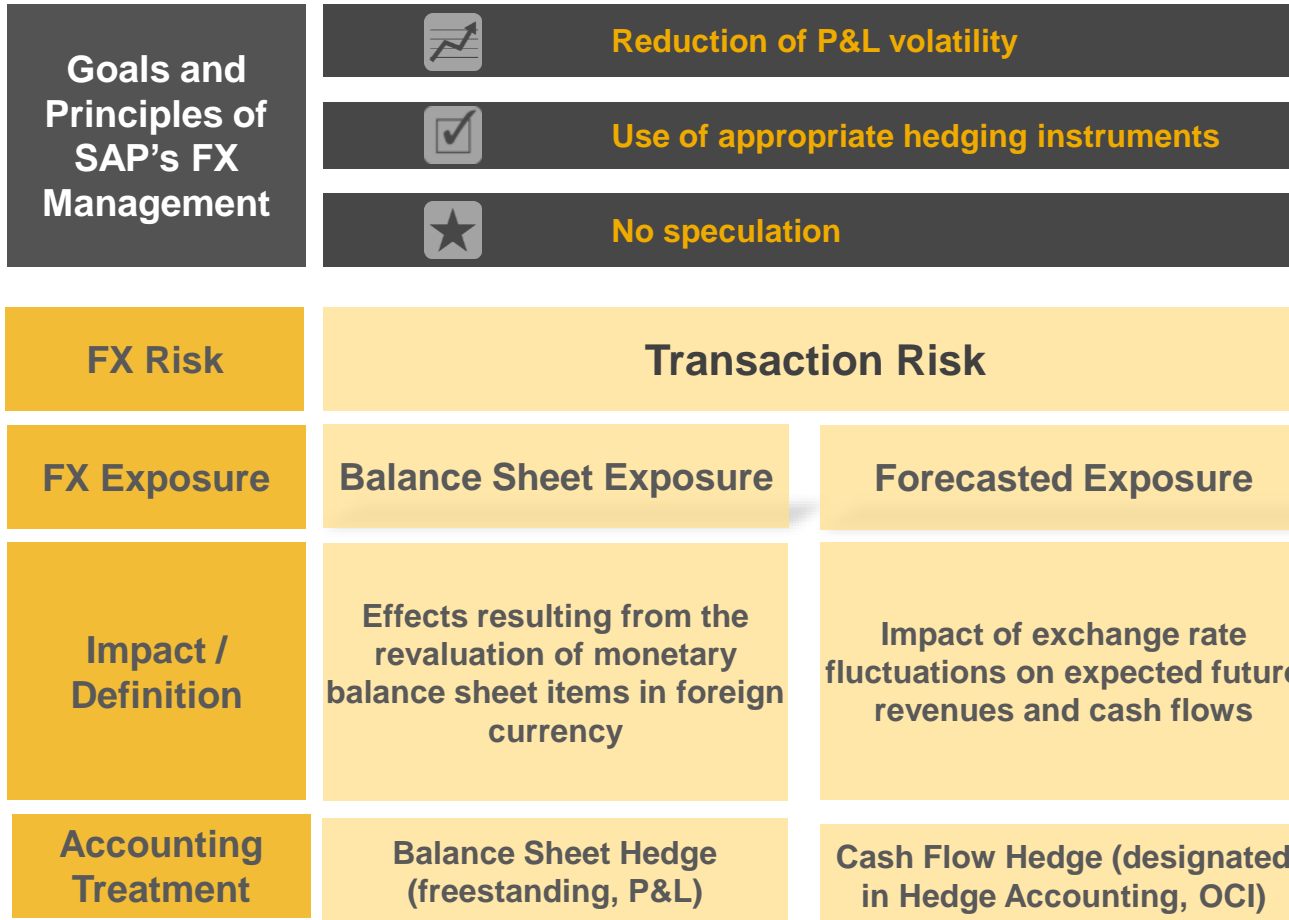 Goals and
Principles of
SAP's FX
Management
Reduction of P&L volatility
Use of appropriate hedging instruments
No speculation
FX Risk
Transaction Risk
FX Exposure
Balance Sheet Exposure
Forecasted Exposure
Impact /
Definition
Effects resulting from the
revaluation of monetary
balance sheet items in foreign
currency
Impact of exchange rate
fluctuations on expected future
revenues and cash flows
Accounting
Treatment
Balance Sheet Hedge
(freestanding, P&L)
Cash Flow Hedge (designated
in Hedge Accounting, OCI)